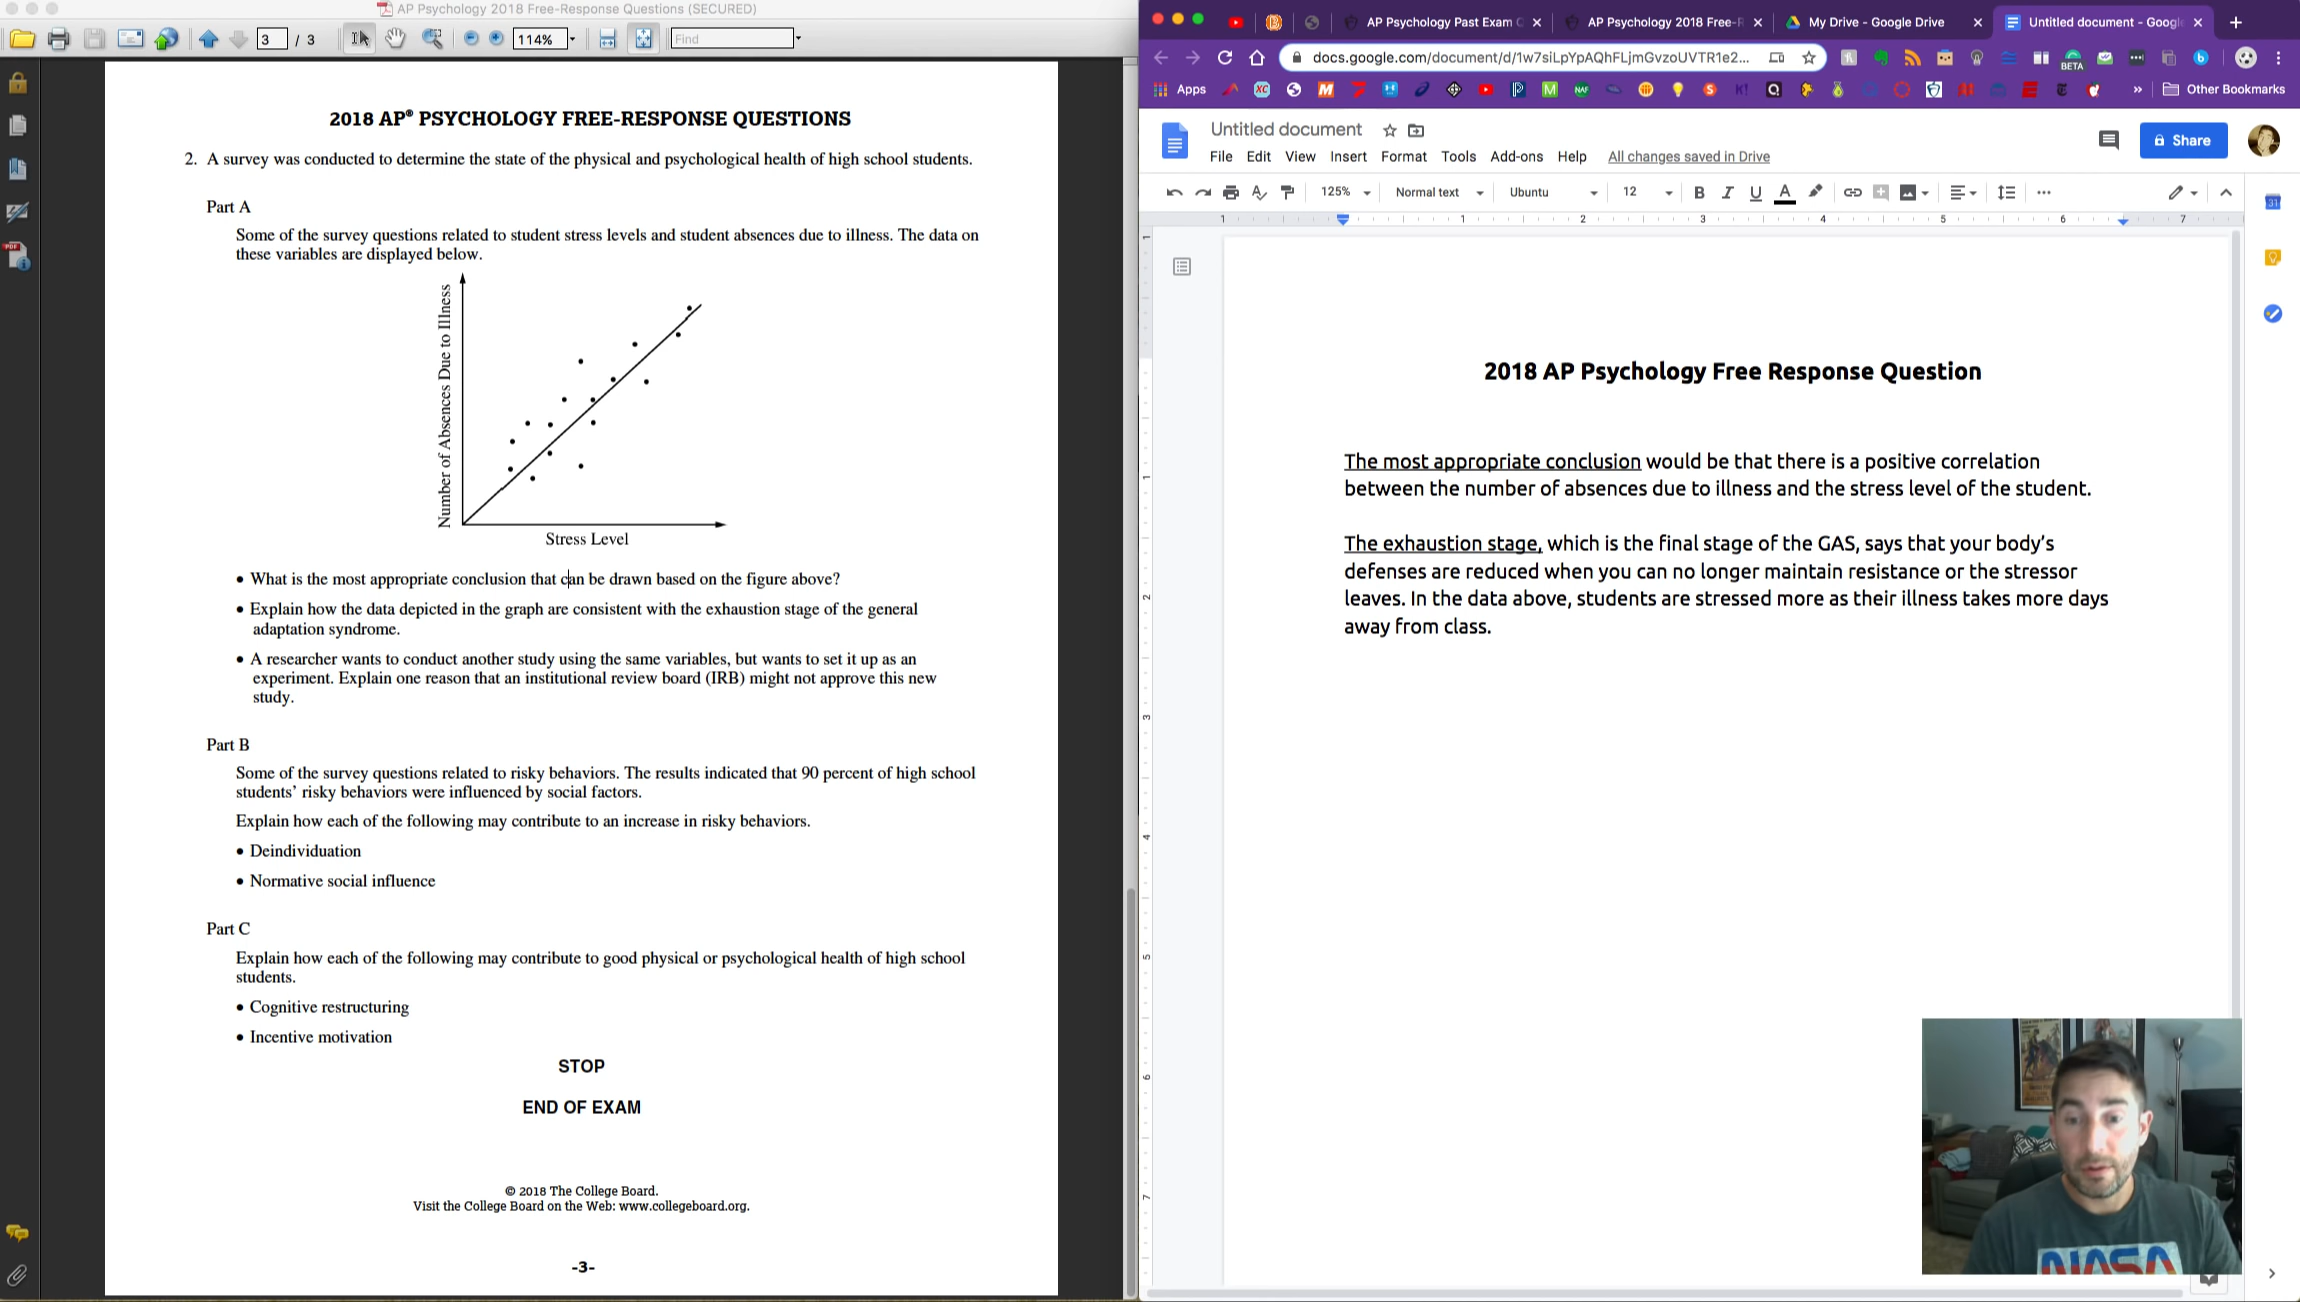 AP Psychology 2018 Free-Response Questions (SECURED)
3 / 3
114%
Find
2018 AP® PSYCHOLOGY FREE-RESPONSE QUESTIONS
2. A survey was conducted to determine the state of the physical and psychological health of high school students.
Part A
Some of the survey questions related to student stress levels and student absences due to illness. The data on
these variables are displayed below.
Number of Absences Due to Illness
Stress Level
• What is the most appropriate conclusion that can be drawn based on the figure above?
• Explain how the data depicted in the graph are consistent with the exhaustion stage of the general
adaptation syndrome.
• A researcher wants to conduct another study using the same variables, but wants to set it up as an
experiment. Explain one reason that an institutional review board (IRB) might not approve this new
study.
Part B
Some of the survey questions related to risky behaviors. The results indicated that 90 percent of high school
students’ risky behaviors were influenced by social factors.
Explain how each of the following may contribute to an increase in risky behaviors.
• Deindividuation
• Normative social influence
Part C
Explain how each of the following may contribute to good physical or psychological health of high school
students.
• Cognitive restructuring
• Incentive motivation
STOP
END OF EXAM
© 2018 The College Board.
Visit the College Board on the Web: www.collegeboard.org.
-3-
AP Psychology Past Exam
AP Psychology 2018 Free-R
My Drive - Google Drive
Untitled document - Googl
docs.google.com/document/d/1w7siLpYpAQhFLjmGvzoUVTR1e2...
BETA
Apps
Other Bookmarks
Untitled document
Share
File Edit View Insert Format Tools Add-ons Help All changes saved in Drive
125% Normal text Ubuntu 12 B I U A
1 1 2 3 4 5 6 7
31
2018 AP Psychology Free Response Question
The most appropriate conclusion would be that there is a positive correlation
between the number of absences due to illness and the stress level of the student.
The exhaustion stage, which is the final stage of the GAS, says that your body’s
defenses are reduced when you can no longer maintain resistance or the stressor
leaves. In the data above, students are stressed more as their illness takes more days
away from class.
1
1
2
3
4
5
6
7
NASA